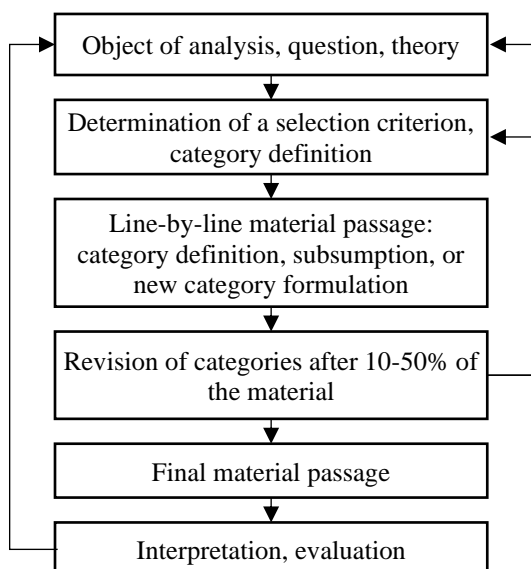 Object of analysis, question, theory
Determination of a selection criterion,
category definition
Line-by-line material passage:
category definition, subsumption, or
new category formulation
Revision of categories after 10-50% of
the material
Final material passage
Interpretation, evaluation